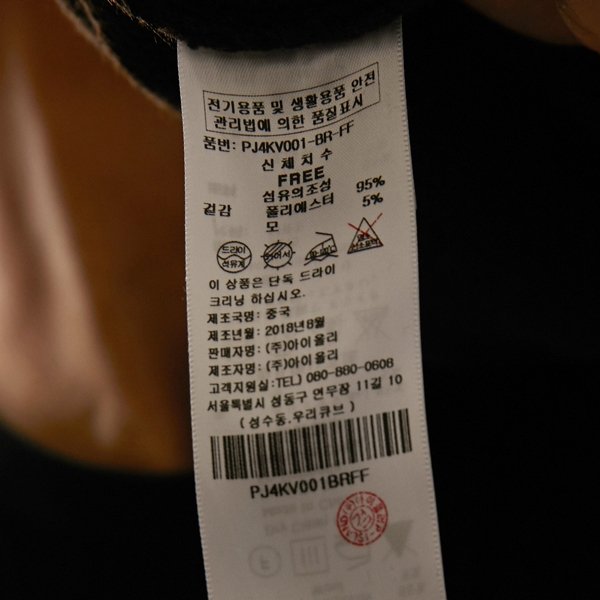 전기용품 및 생활용품 안전
관리법에 의한 품질표시
품번: PJ4KV001-BR-FF
신체치수
FREE
섬유의조성
겉감 폴리에스터 95%
모 5%
드라이
석유계
이 상품은 단독 드라이
크리닝 하십시오.
제조국명: 중국
제조년월: 2018년8월
판매자명: (주)아이올리
제조자명: (주)아이올리
고객지원실:TEL) 080-880-0608
서울특별시 성동구 연무장 11길 10
(성수동.우리큐브)
PJ4KV001BRFF